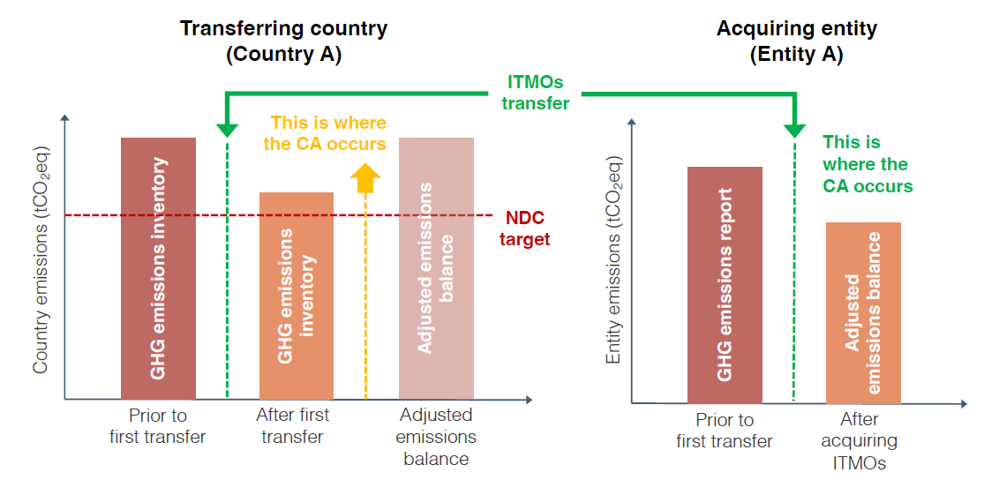 Transferring country
(Country A)
Acquiring entity
(Entity A)
ITMOs
transfer
This is where
the CA occurs
This is
where the
CA occurs
NDC
target
Country emissions (tCO₂eq)
GHG emissions inventory
GHG emissions
inventory
Adjusted emissions
balance
Prior to
first transfer
After first
transfer
Adjusted
emissions
balance
Entity emissions (tCO₂eq)
GHG emissions report
Adjusted
emissions balance
Prior to
first transfer
After
acquiring
ITMOs